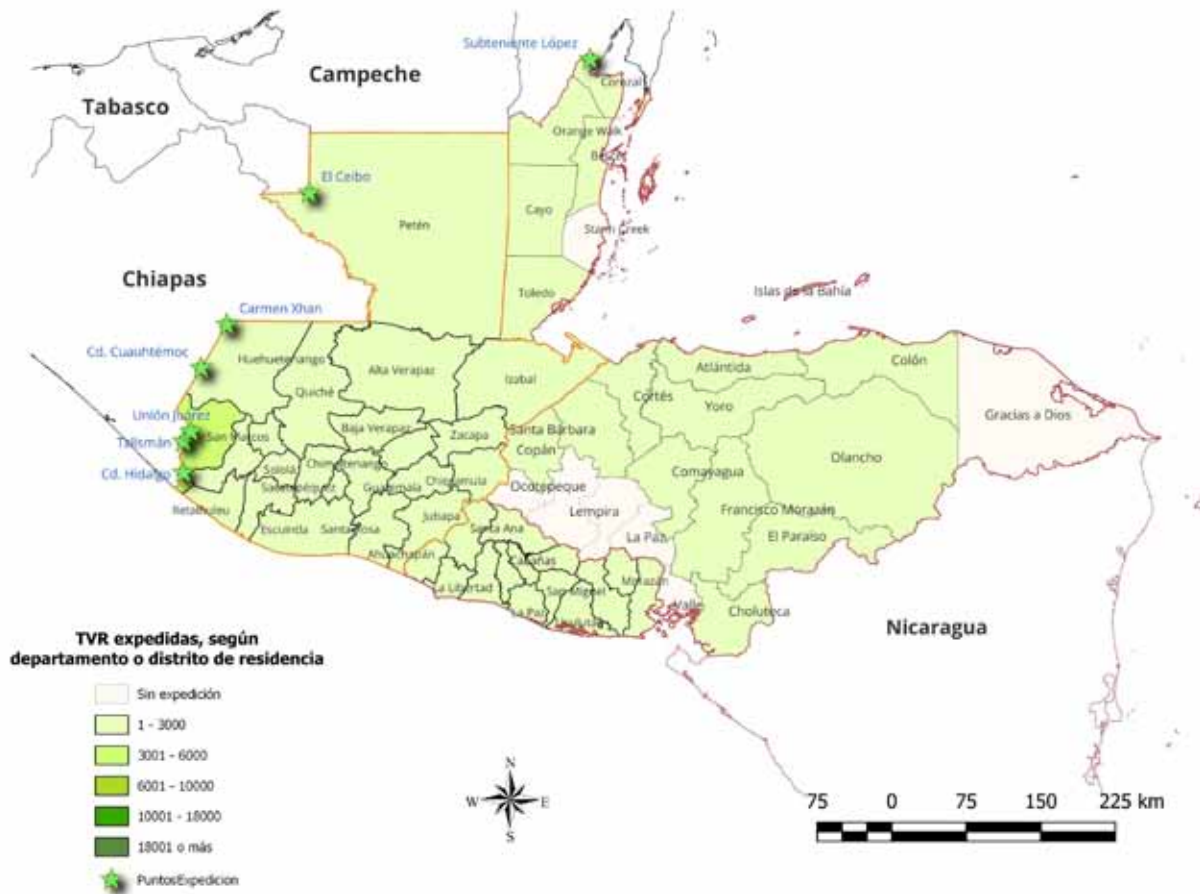 Subteniente López
Campeche
Corozal
Tabasco
Orange Walk
Belize
El Ceibo
Cayo
Petén
Stann Creek
Chiapas
Toledo
Islas de la Bahía
Carmen Xhan
Cd. Cuauhtémoc
Huehuetenango
Alta Verapaz
Izabal
Atlántida
Colón
Quiché
Cortés
Yoro
Gracias a Dios
Unión Juárez
San Marcos
Baja Verapaz
Zacapa
Santa Bárbara
Talismán
Copán
Olancho
Sololá
Chimaltenango
Comayagua
Cd. Hidalgo
Sacatepéquez
Guatemala
Chiquimula
Ocotepeque
Retalhuleu
Lempira
Francisco Morazán
Escuintla
Santa Rosa
Jutiapa
Santa Ana
La Paz
El Paraíso
Ahuachapán
Cabañas
La Libertad
San Miguel
Morazán
La Paz
Usulután
Valle
Choluteca
Nicaragua
TVR expedidas, según
departamento o distrito de residencia
Sin expedición
1 - 3000
3001 - 6000
6001 - 10000
10001 - 18000
18001 o más
PuntosExpedicion
N
W
E
S
75 0 75 150 225 km